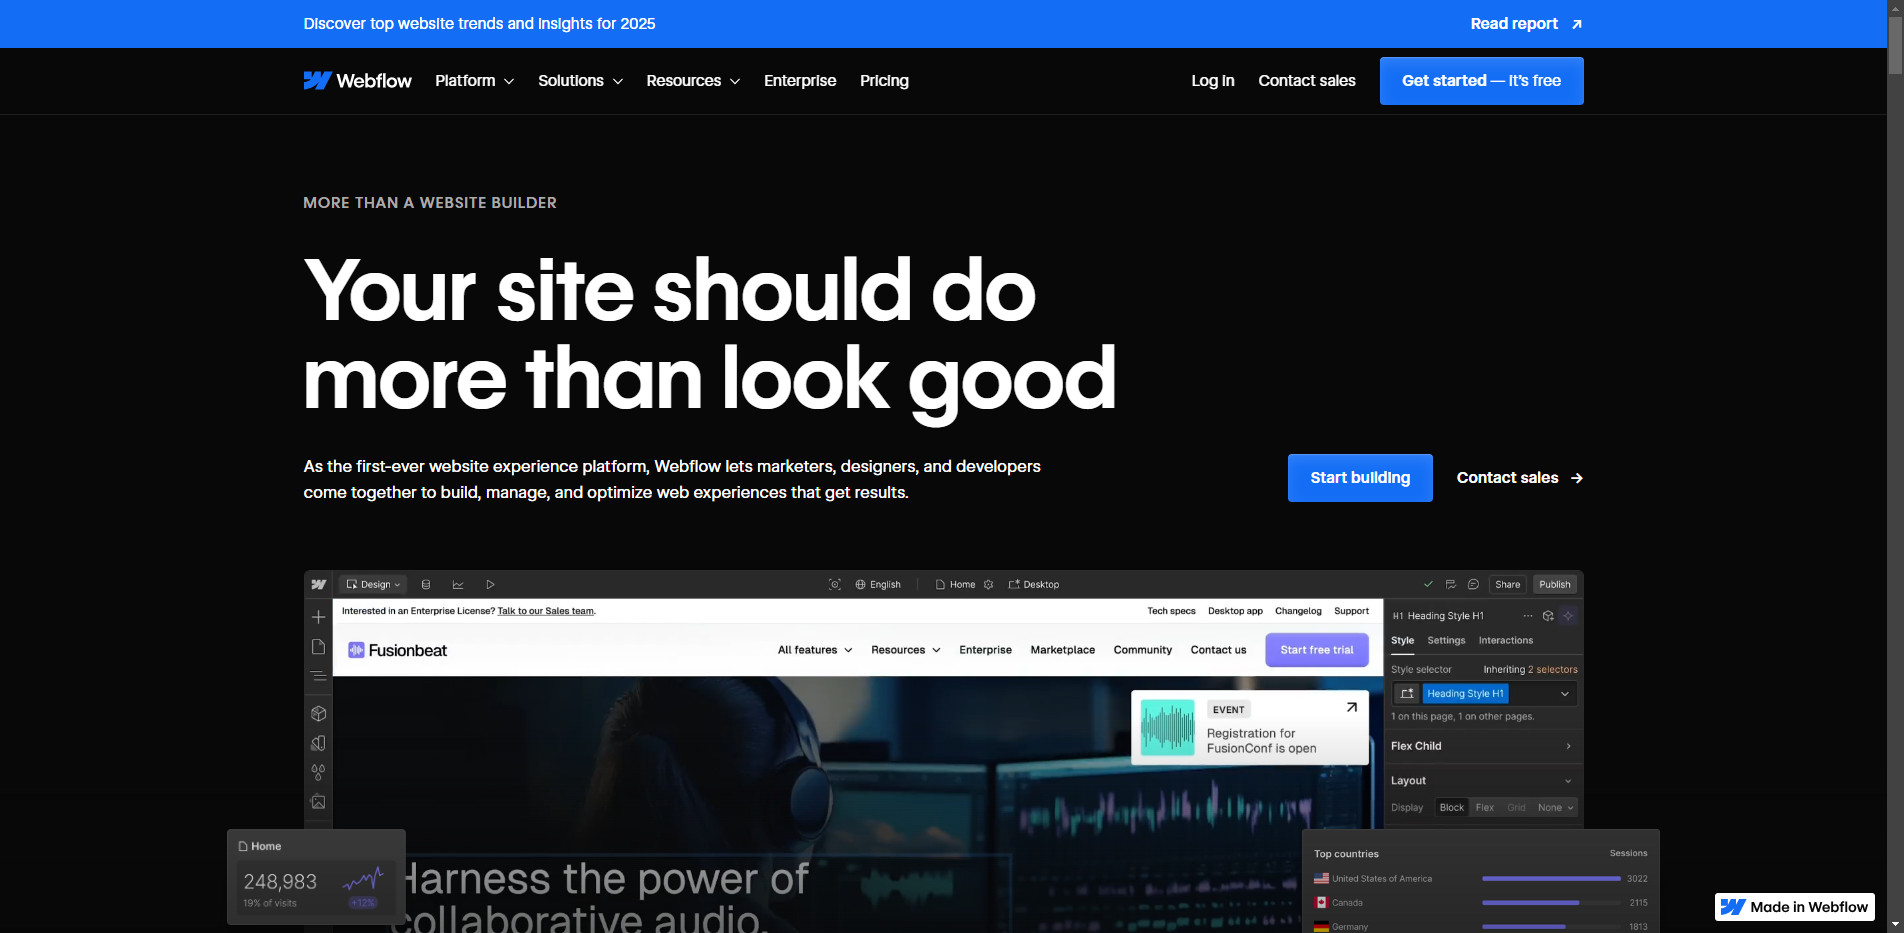 Discover top website trends and insights for 2025
Read report
Webflow
Platform
Solutions
Resources
Enterprise
Pricing
Log in
Contact sales
Get started — it's free
MORE THAN A WEBSITE BUILDER
Your site should do
more than look good
As the first-ever website experience platform, Webflow lets marketers, designers, and developers
come together to build, manage, and optimize web experiences that get results.
Start building
Contact sales
Design
English
Home
Desktop
Share
Publish
Interested in an Enterprise License? Talk to our Sales team.
Tech specs
Desktop app
Changelog
Support
Fusionbeat
All features
Resources
Enterprise
Marketplace
Community
Contact us
Start free trial
EVENT
Registration for
FusionConf is open
Harness the power of
collaborative audio.
H1 Heading Style H1
Style
Settings
Interactions
Style selector
Inheriting 2 selectors
Heading Style H1
1 on this page, 1 on other pages.
Flex Child
Layout
Display
Block
Flex
Grid
None
Home
248,983
19% of visits
+12%
Top countries
Sessions
United States of America
3022
Canada
2115
Germany
1813
Made in Webflow